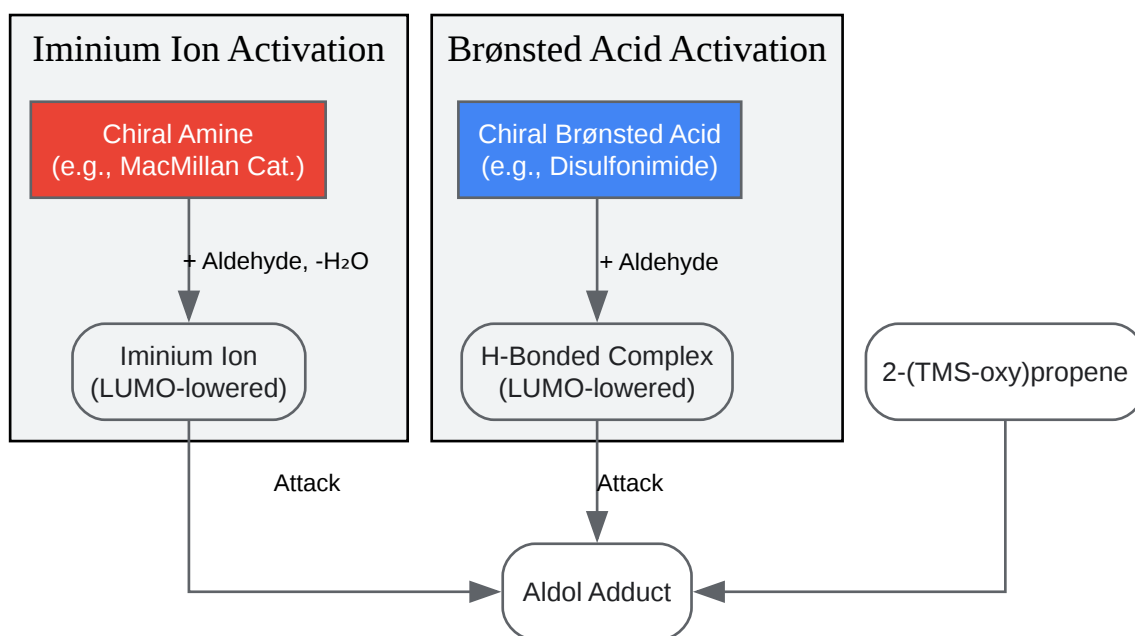 Iminium Ion Activation
Brønsted Acid Activation
Chiral Amine
(e.g., MacMillan Cat.)
Chiral Brønsted Acid
(e.g., Disulfonimide)
+ Aldehyde, -H₂O
+ Aldehyde
Iminium Ion
(LUMO-lowered)
H-Bonded Complex
(LUMO-lowered)
2-(TMS-oxy)propene
Attack
Attack
Aldol Adduct